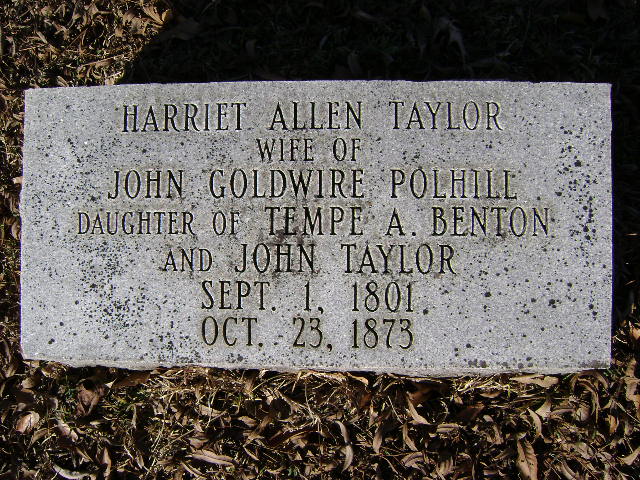 HARRIET ALLEN TAYLOR
WIFE OF
JOHN GOLDWIRE POLHILL
DAUGHTER OF TEMPE A. BENTON
AND JOHN TAYLOR
SEPT. 1, 1801
OCT. 23, 1873